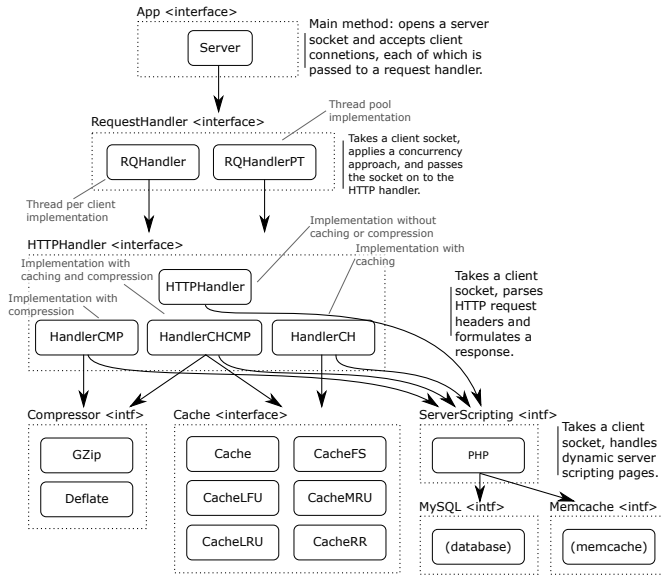 App <interface>
Server
Main method: opens a server
socket and accepts client
connetions, each of which is
passed to a request handler.
RequestHandler <interface>
Thread pool
implementation
RQHandler
RQHandlerPT
Takes a client socket,
applies a concurrency
approach, and passes
the socket on to the
HTTP handler.
Thread per client
implementation
HTTPHandler <interface>
Implementation without
caching or compression
Implementation with
caching
Implementation with
caching and compression
Implementation with
compression
HTTPHandler
HandlerCMP
HandlerCHCMP
HandlerCH
Takes a client
socket, parses
HTTP request
headers and
formulates a
response.
Compressor <intf>
GZip
Deflate
Cache <interface>
Cache
CacheFS
CacheLFU
CacheMRU
CacheLRU
CacheRR
ServerScripting <intf>
PHP
Takes a client
socket, handles
dynamic server
scripting pages.
MySQL <intf>
(database)
Memcache <intf>
(memcache)